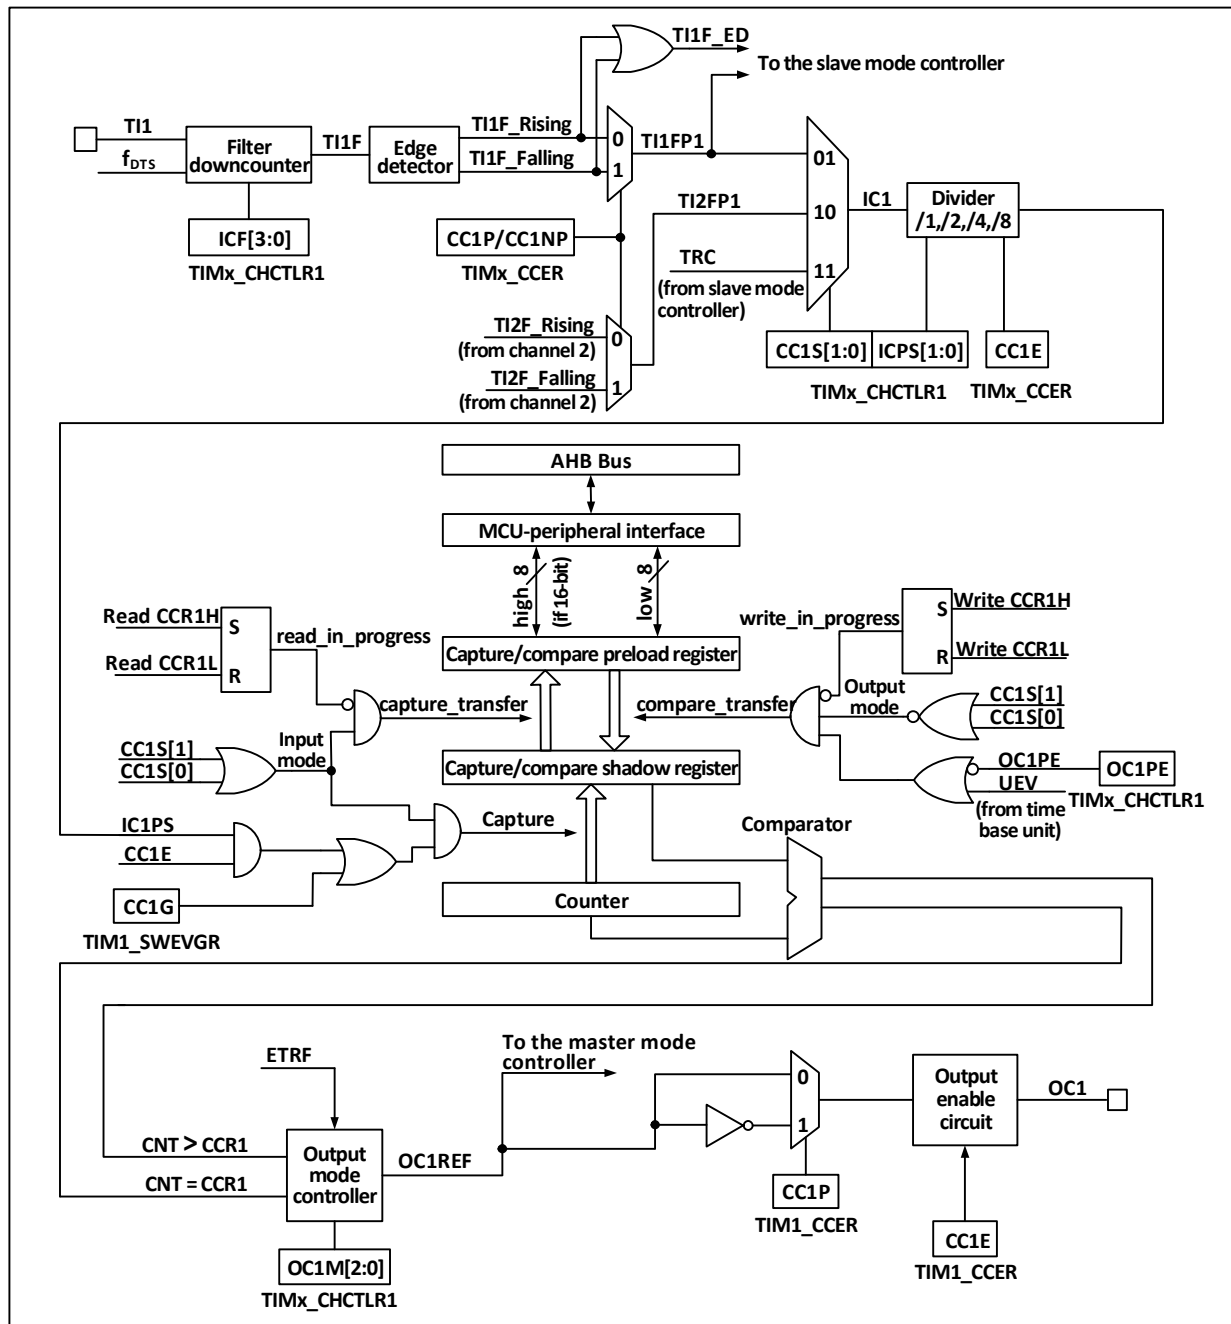 TI1F_ED
To the slave mode controller
TI1
fDTS
Filter
downcounter
TI1F
Edge
detector
TI1F_Rising
TI1F_Falling
0
1
TI1FP1
01
10
11
TI2FP1
TRC
(from slave mode
controller)
IC1
Divider
/1,/2,/4,/8
ICF[3:0]
TIMx_CHCTLR1
CC1P/CC1NP
TIMx_CCER
TI2F_Rising
(from channel 2)
TI2F_Falling
(from channel 2)
0
1
CC1S[1:0]
ICPS[1:0]
TIMx_CHCTLR1
CC1E
TIMx_CCER
AHB Bus
MCU-peripheral interface
high
8
(if 16-bit)
low
8
Read CCR1H
Read CCR1L
S
R
read_in_progress
Capture/compare preload register
write_in_progress
S
R
Write CCR1H
Write CCR1L
capture_transfer
compare_transfer
Output
mode
CC1S[1]
CC1S[0]
CC1S[1]
CC1S[0]
Input
mode
Capture/compare shadow register
OC1PE
UEV
(from time
base unit)
OC1PE
TIMx_CHCTLR1
IC1PS
CC1E
CC1G
TIM1_SWEVGR
Capture
Comparator
Counter
ETRF
To the master mode
controller
CNT > CCR1
CNT = CCR1
Output
mode
controller
OC1REF
0
1
Output
enable
circuit
OC1
CC1P
TIM1_CCER
CC1E
TIM1_CCER
OC1M[2:0]
TIMx_CHCTLR1